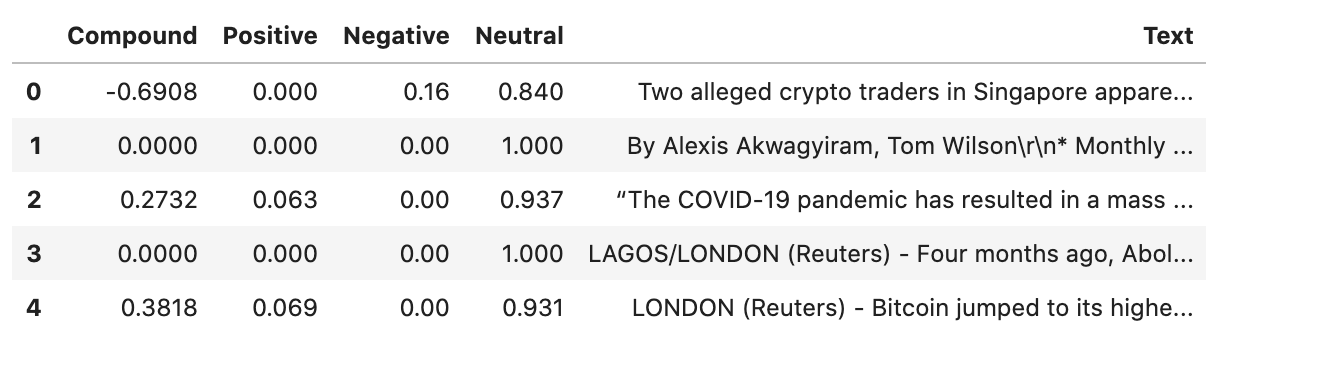 Compound Positive Negative Neutral Text
0 -0.6908 0.000 0.16 0.840 Two alleged crypto traders in Singapore appare...
1 0.0000 0.000 0.00 1.000 By Alexis Akwagyiram, Tom Wilson\r\n* Monthly ...
2 0.2732 0.063 0.00 0.937 “The COVID-19 pandemic has resulted in a mass ...
3 0.0000 0.000 0.00 1.000 LAGOS/LONDON (Reuters) - Four months ago, Abol...
4 0.3818 0.069 0.00 0.931 LONDON (Reuters) - Bitcoin jumped to its highe...